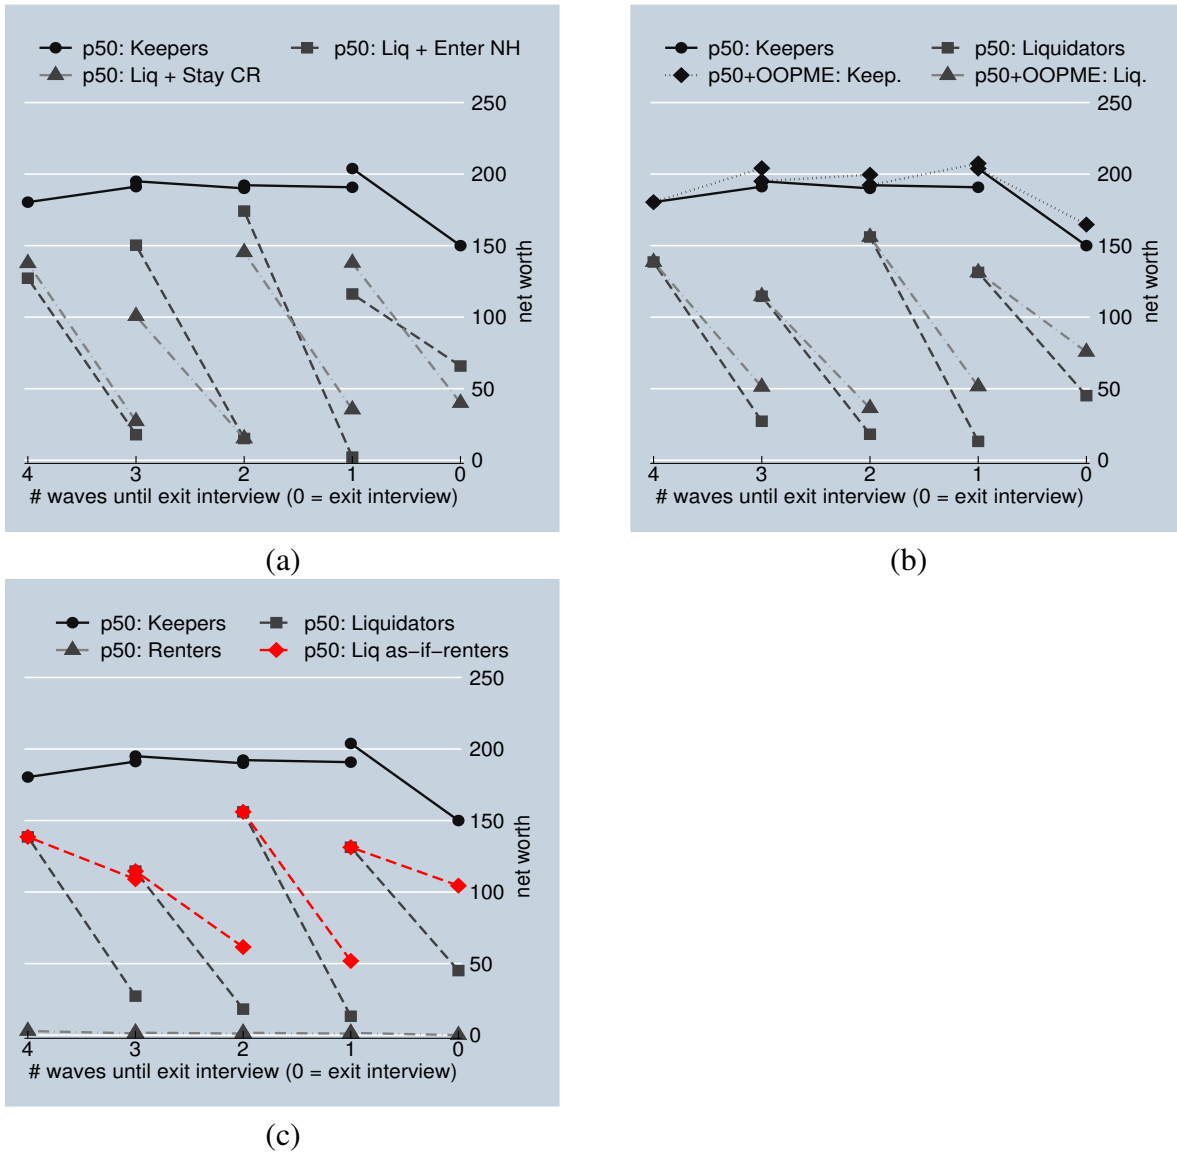 p50: Keepers p50: Liq + Enter NH
p50: Liq + Stay CR
250
200
150
100
50
0
net worth
4 3 2 1 0
# waves until exit interview (0 = exit interview)
(a)
p50: Keepers p50: Liquidators
p50+OOPME: Keep. p50+OOPME: Liq.
250
200
150
100
50
0
net worth
4 3 2 1 0
# waves until exit interview (0 = exit interview)
(b)
p50: Keepers p50: Liquidators
p50: Renters p50: Liq as−if−renters
250
200
150
100
50
0
net worth
4 3 2 1 0
# waves until exit interview (0 = exit interview)
(c)